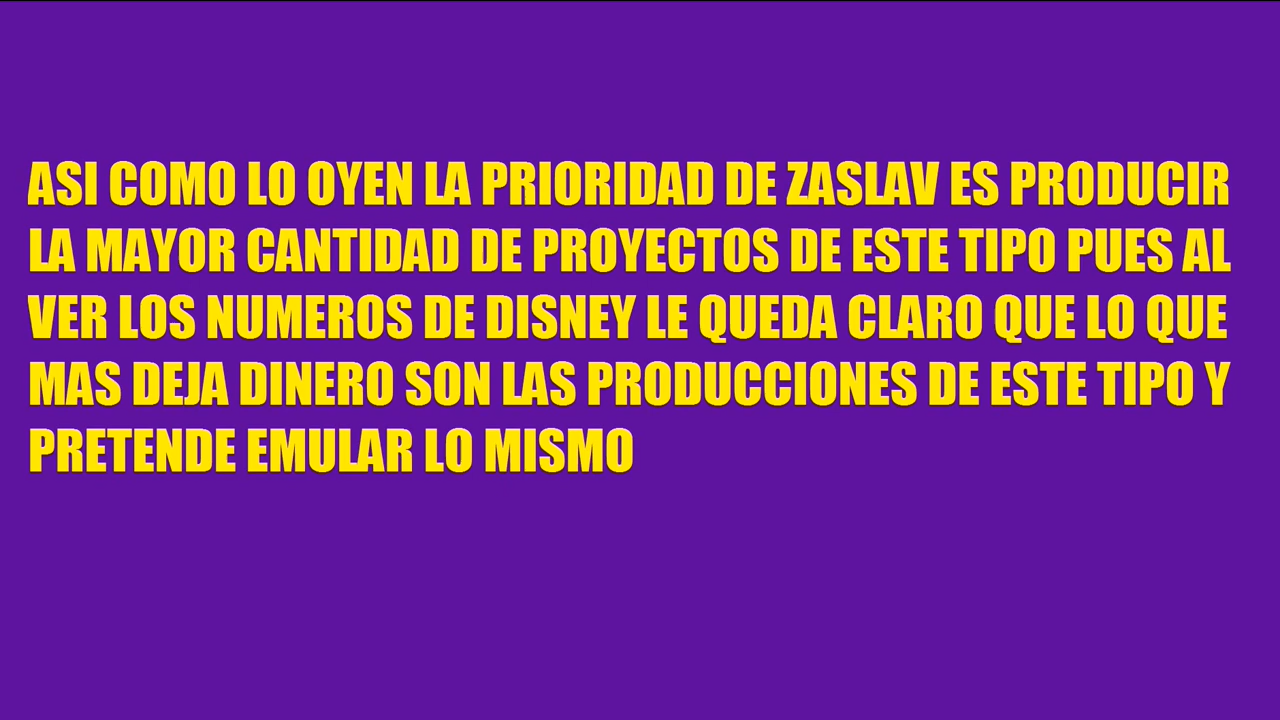 ASI COMO LO OYEN LA PRIORIDAD DE ZASLAV ES PRODUCIR
LA MAYOR CANTIDAD DE PROYECTOS DE ESTE TIPO PUES AL
VER LOS NUMEROS DE DISNEY LE QUEDA CLARO QUE LO QUE
MAS DEJA DINERO SON LAS PRODUCCIONES DE ESTE TIPO Y
PRETENDE EMULAR LO MISMO